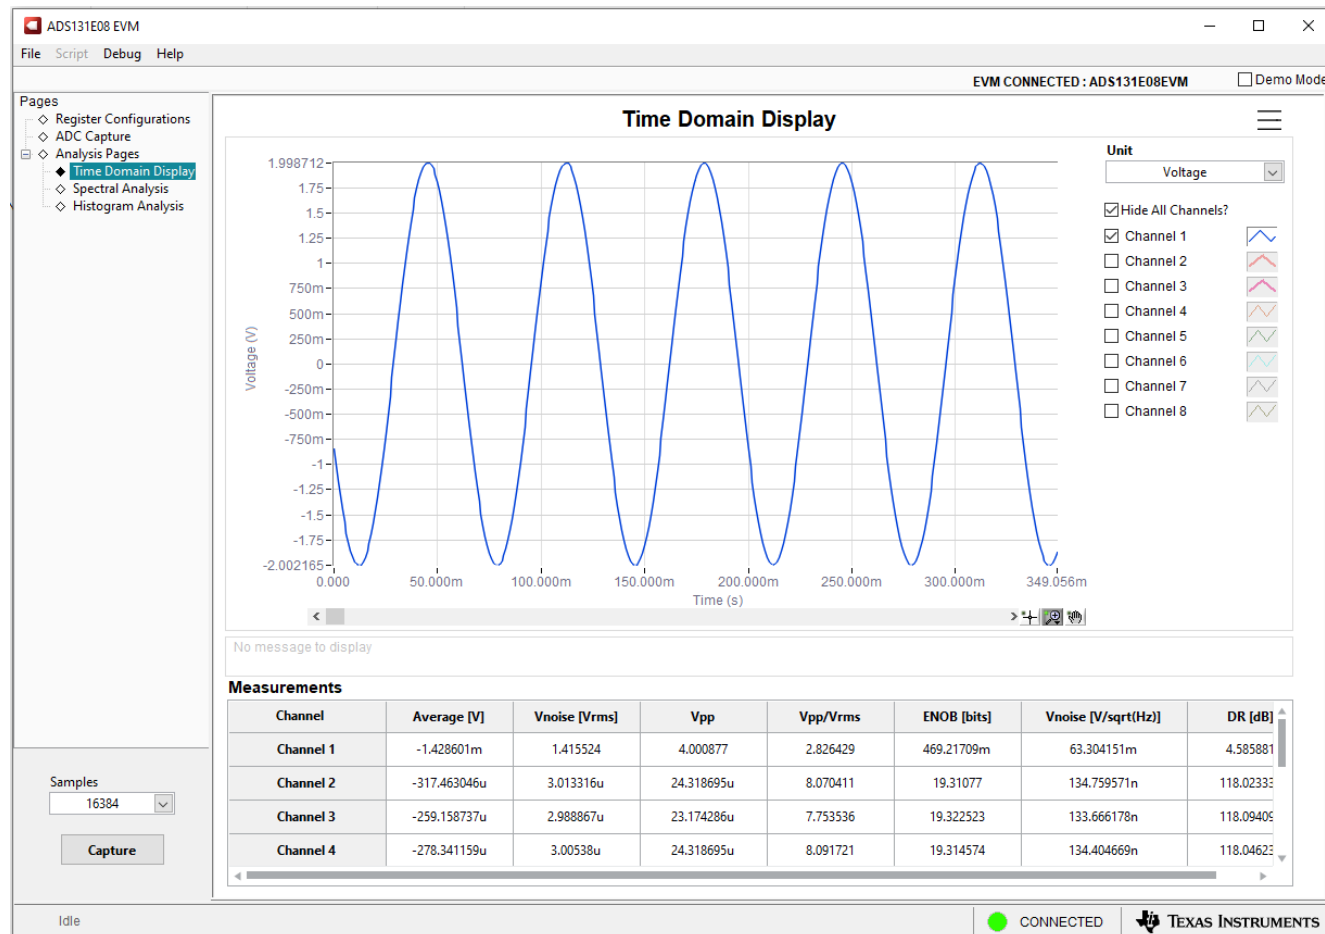 ADS131E08 EVM
File Script Debug Help
EVM CONNECTED : ADS131E08EVM Demo Mode
Pages
Register Configurations
ADC Capture
Analysis Pages
Time Domain Display
Spectral Analysis
Histogram Analysis
Samples
16384
Capture
Time Domain Display
1.998712
1.75
1.5
1.25
1
750m
500m
250m
0
-250m
-500m
-750m
-1
-1.25
-1.5
-1.75
-2.002165
Voltage (V)
0.000 50.000m 100.000m 150.000m 200.000m 250.000m 300.000m 349.056m
Time (s)
Unit
Voltage
Hide All Channels?
Channel 1
Channel 2
Channel 3
Channel 4
Channel 5
Channel 6
Channel 7
Channel 8
No message to display
Measurements
Channel Average [V] Vnoise [Vrms] Vpp Vpp/Vrms ENOB [bits] Vnoise [V/sqrt(Hz)] DR [dB]
Channel 1 -1.428601m 1.415524 4.000877 2.826429 469.21709m 63.304151m 4.585881
Channel 2 -317.463046u 3.013316u 24.318695u 8.070411 19.31077 134.759571n 118.02333
Channel 3 -259.158737u 2.988867u 23.174286u 7.753536 19.322523 133.666178n 118.09409
Channel 4 -278.341159u 3.00538u 24.318695u 8.091721 19.314574 134.404669n 118.04623
Idle CONNECTED TEXAS INSTRUMENTS